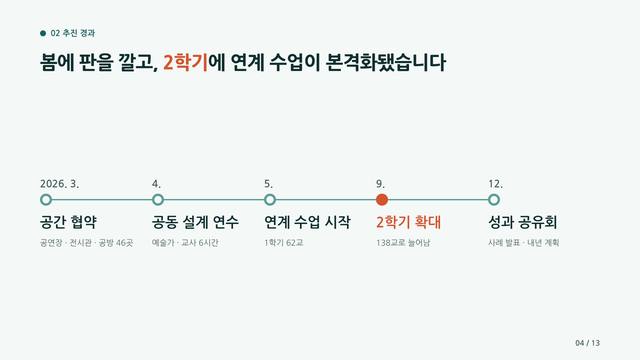 02 추진 경과
봄에 판을 깔고, 2학기에 연계 수업이 본격화됐습니다
2026. 3.
공간 협약
공연장 · 전시관 · 공방 46곳
4.
공동 설계 연수
예술가 · 교사 6시간
5.
연계 수업 시작
1학기 62교
9.
2학기 확대
138교로 늘어남
12.
성과 공유회
사례 발표 · 내년 계획
04 / 13